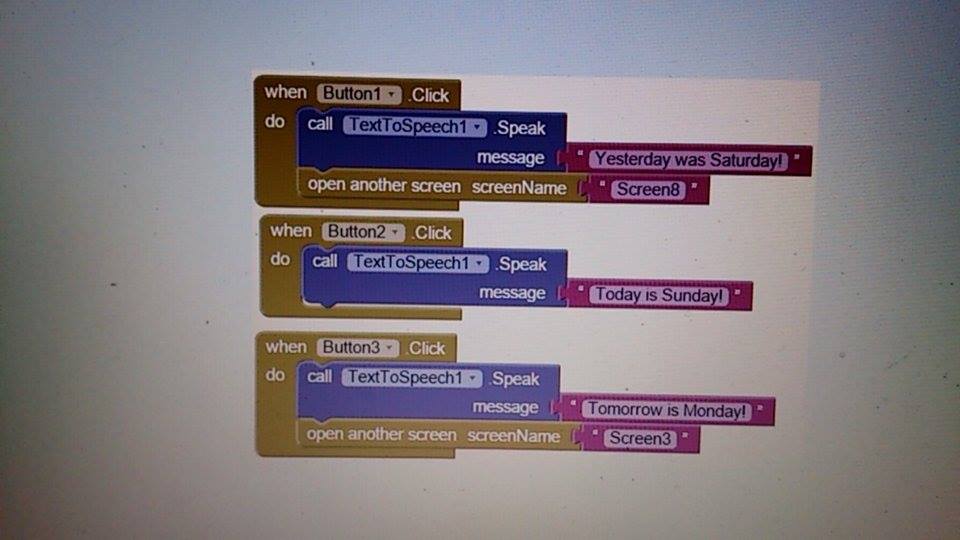 when Button1 .Click
do call TextToSpeech1 .Speak
message " Yesterday was Saturday! "
open another screen screenName " Screen8 "
when Button2 .Click
do call TextToSpeech1 .Speak
message " Today is Sunday! "
when Button3 .Click
do call TextToSpeech1 .Speak
message " Tomorrow is Monday! "
open another screen screenName " Screen3 "